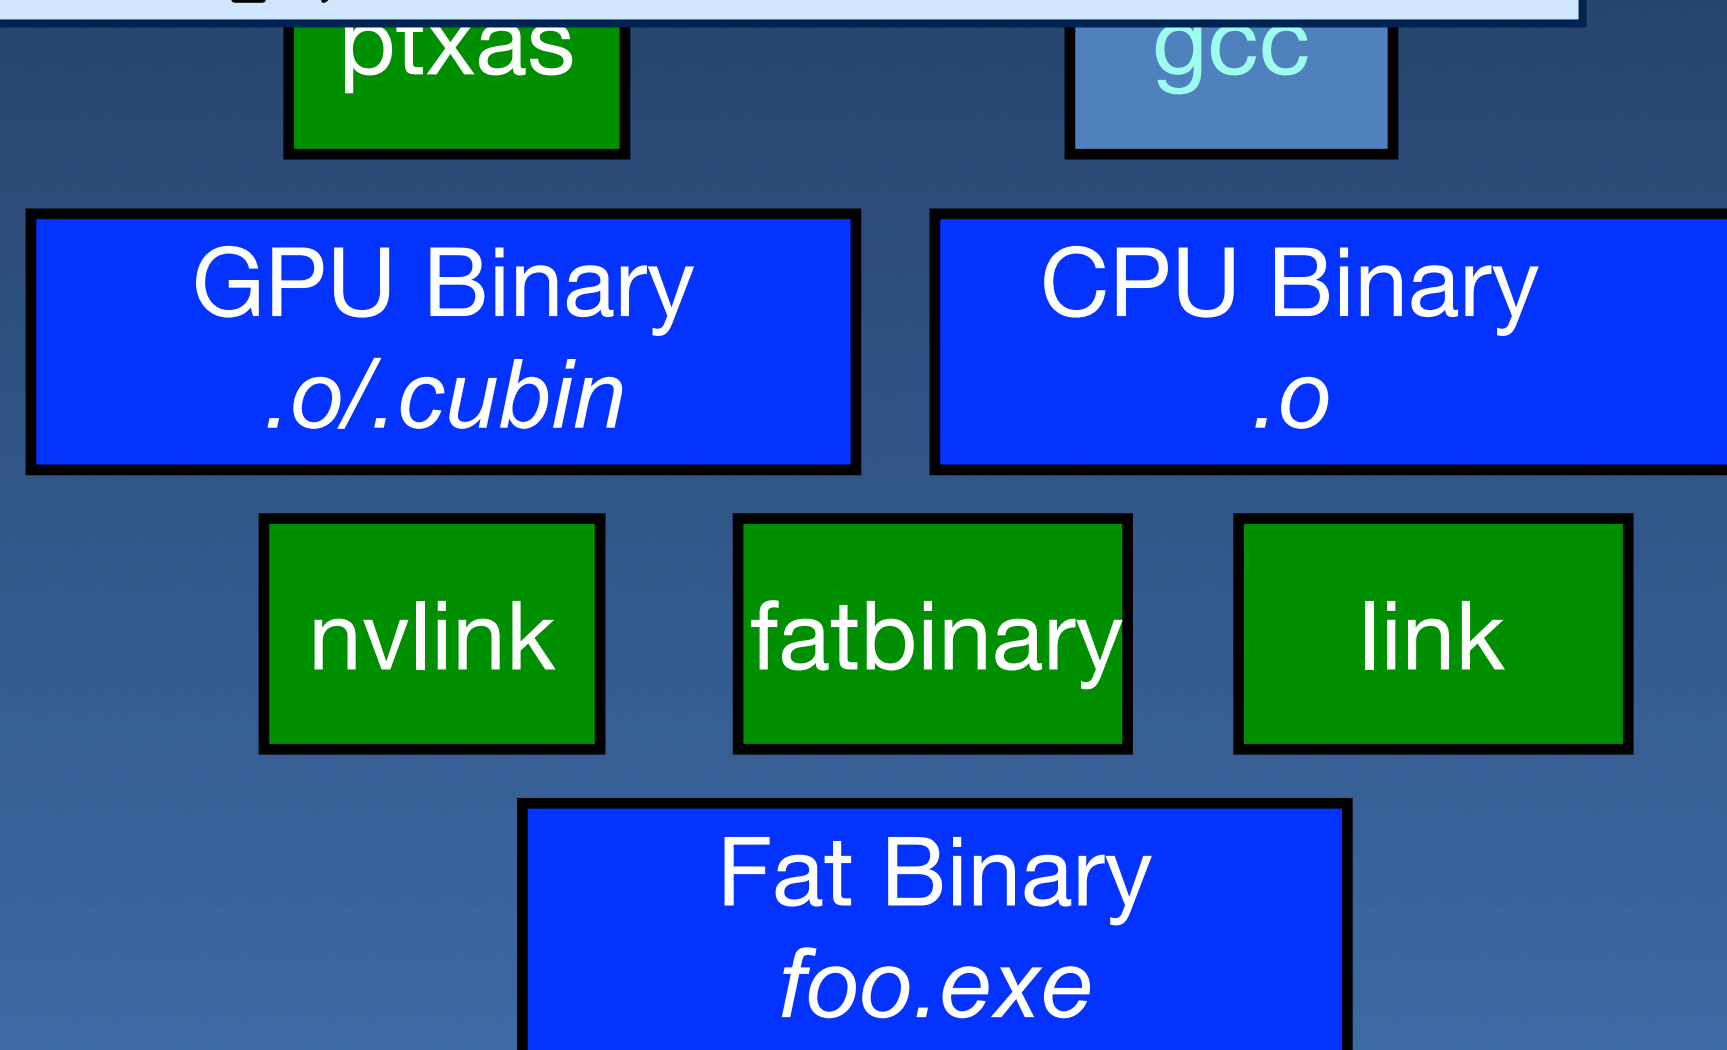 ptxas
gcc
GPU Binary
.o/.cubin
CPU Binary
.o
nvlink
fatbinary
link
Fat Binary
foo.exe